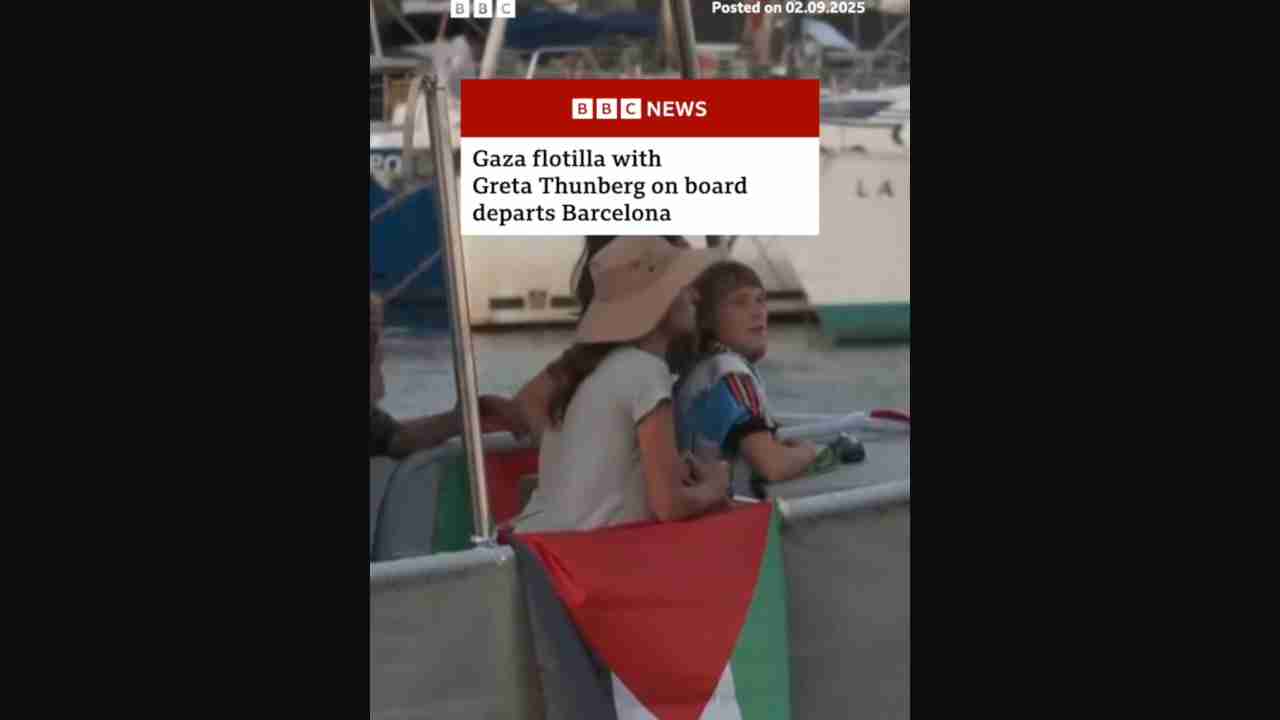 BBC
Posted on 02.09.2025
BBC NEWS
Gaza flotilla with
Greta Thunberg on board
departs Barcelona
LA